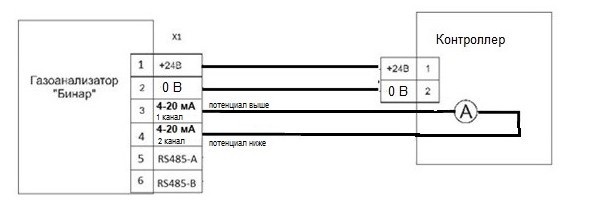 X1
Контроллер
Газоанализатор
"Бинар"
1 +24В
2 0 В
3 4-20 мА
1 канал
4 4-20 мА
2 канал
5 RS485-A
6 RS485-B
потенциал выше
потенциал ниже
+24В 1
0 В 2
A